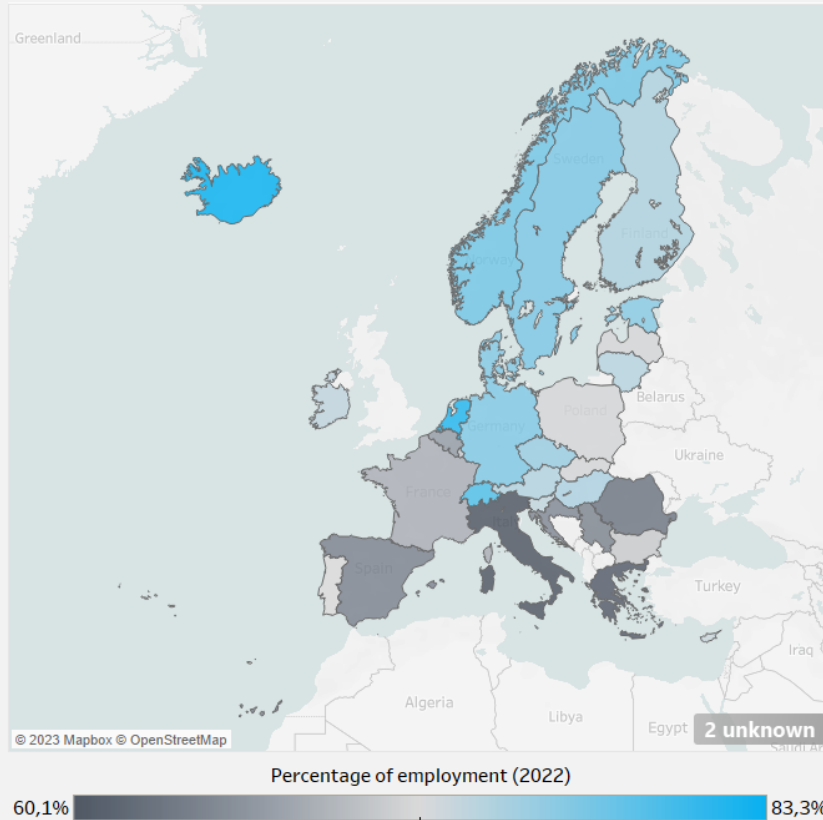 Greenland
Sweden
Norway
Finland
Poland
Belarus
Germany
Ukraine
France
Italy
Spain
Turkey
Iraq
Algeria
Libya
Egypt
2 unknown
© 2023 Mapbox © OpenStreetMap
Percentage of employment (2022)
60,1%
83,3%